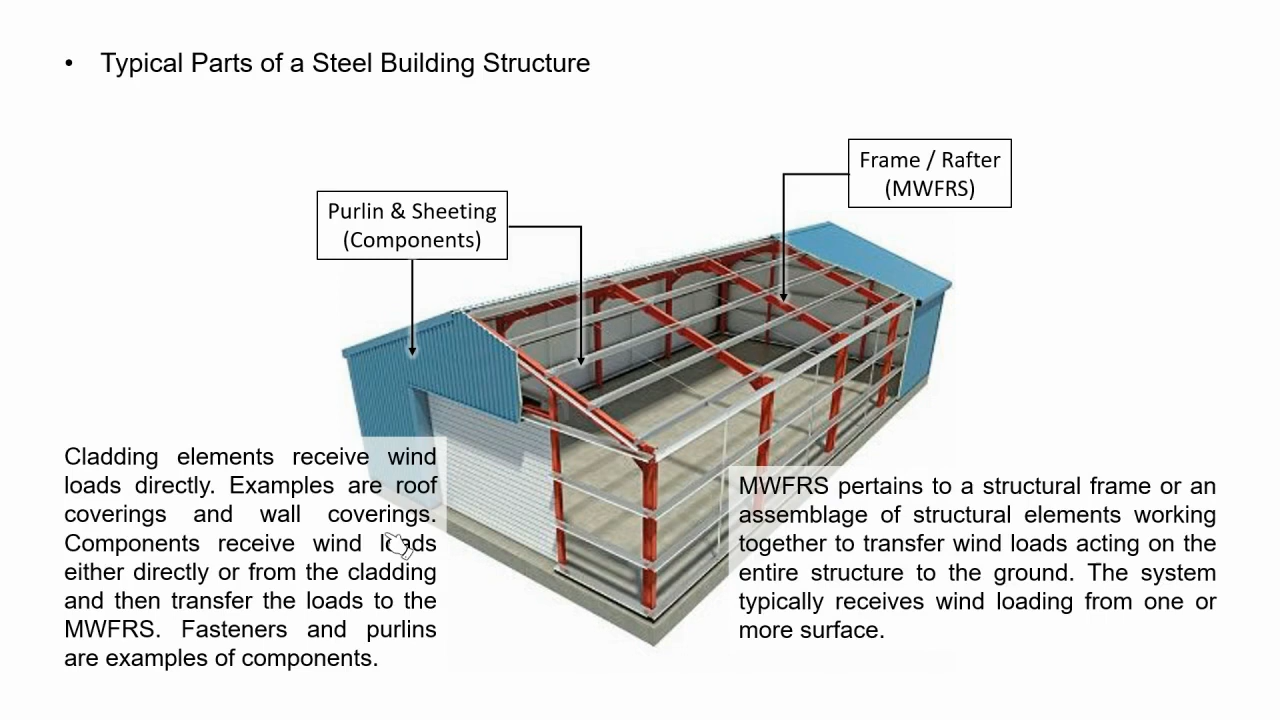 • Typical Parts of a Steel Building Structure
Frame / Rafter
(MWFRS)
Purlin & Sheeting
(Components)
Cladding elements receive wind
loads directly. Examples are roof
coverings and wall coverings.
Components receive wind loads
either directly or from the cladding
and then transfer the loads to the
MWFRS. Fasteners and purlins
are examples of components.
MWFRS pertains to a structural frame or an
assemblage of structural elements working
together to transfer wind loads acting on the
entire structure to the ground. The system
typically receives wind loading from one or
more surface.